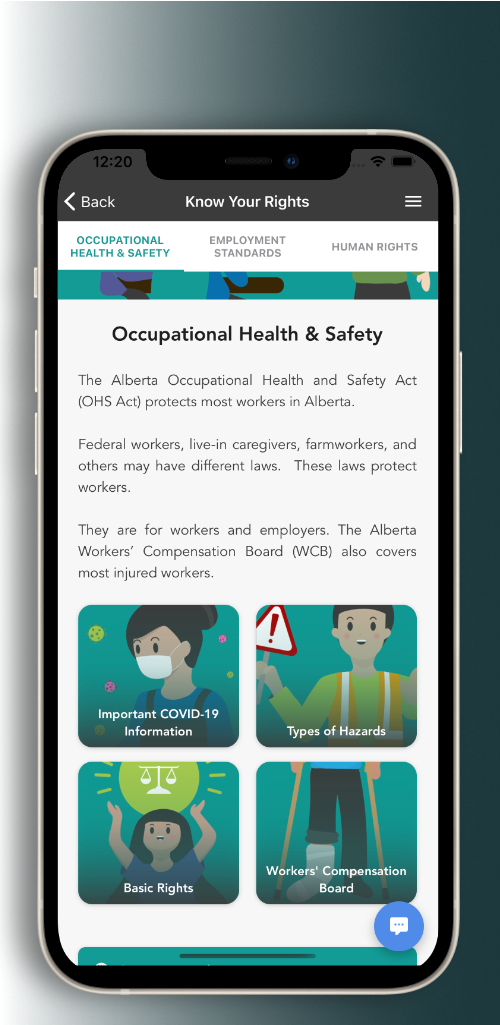 12:20
Back
Know Your Rights
OCCUPATIONAL
HEALTH & SAFETY
EMPLOYMENT
STANDARDS
HUMAN RIGHTS
Occupational Health & Safety
The Alberta Occupational Health and Safety Act
(OHS Act) protects most workers in Alberta.
Federal workers, live-in caregivers, farmworkers, and
others may have different laws. These laws protect
workers.
They are for workers and employers. The Alberta
Workers’ Compensation Board (WCB) also covers
most injured workers.
Important COVID-19
Information
Types of Hazards
Basic Rights
Workers' Compensation
Board